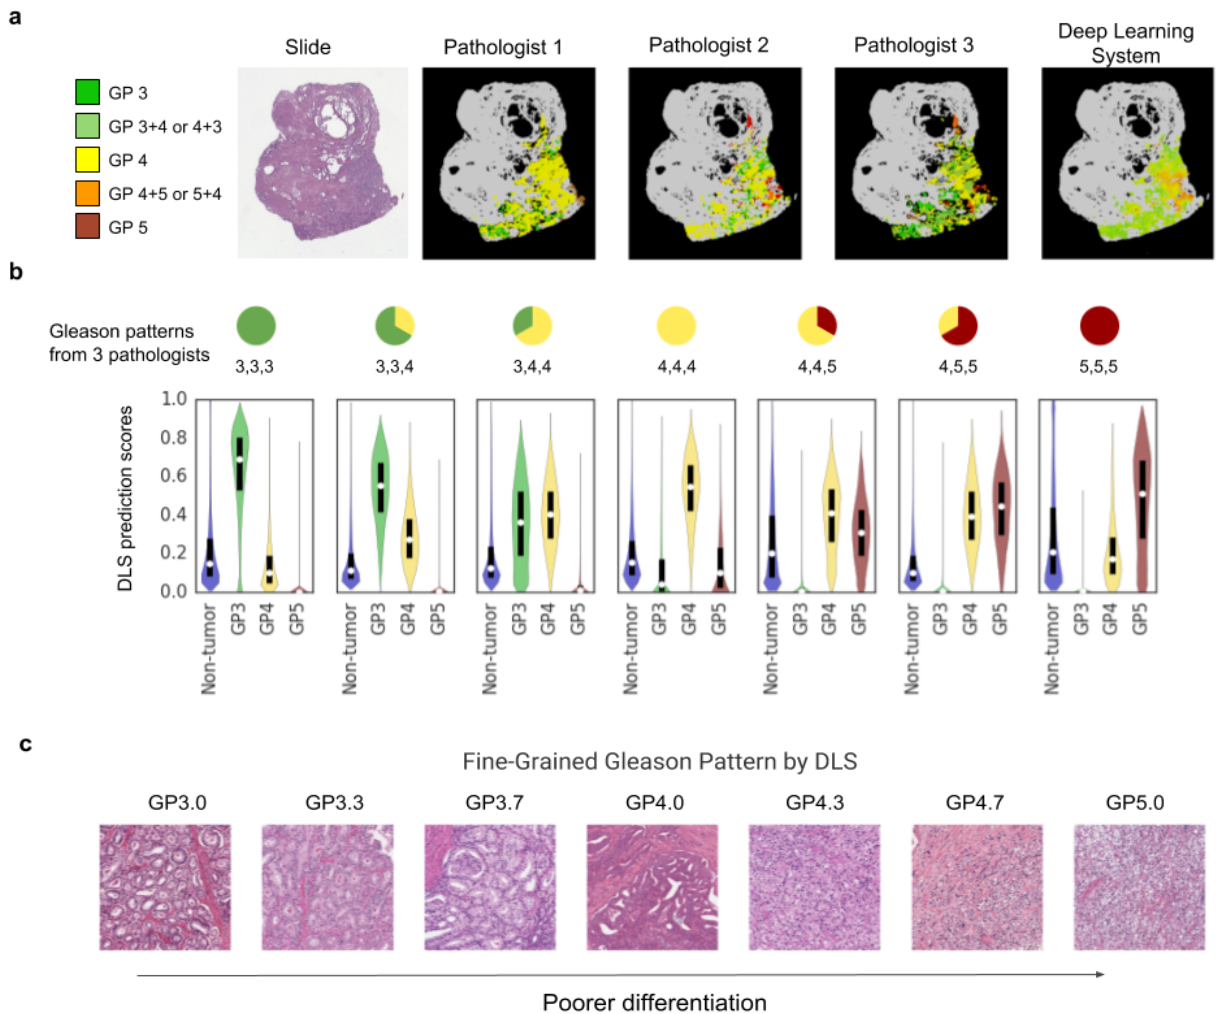 a
Slide
Pathologist 1
Pathologist 2
Pathologist 3
Deep Learning
System
GP 3
GP 3+4 or 4+3
GP 4
GP 4+5 or 5+4
GP 5
b
Gleason patterns
from 3 pathologists
3,3,3
3,3,4
3,4,4
4,4,4
4,4,5
4,5,5
5,5,5
DLS prediction scores
1.0
0.8
0.6
0.4
0.2
0.0
Non-tumor
GP3
GP4
GP5
Non-tumor
GP3
GP4
GP5
Non-tumor
GP3
GP4
GP5
Non-tumor
GP3
GP4
GP5
Non-tumor
GP3
GP4
GP5
Non-tumor
GP3
GP4
GP5
Non-tumor
GP3
GP4
GP5
c
Fine-Grained Gleason Pattern by DLS
GP3.0
GP3.3
GP3.7
GP4.0
GP4.3
GP4.7
GP5.0
Poorer differentiation